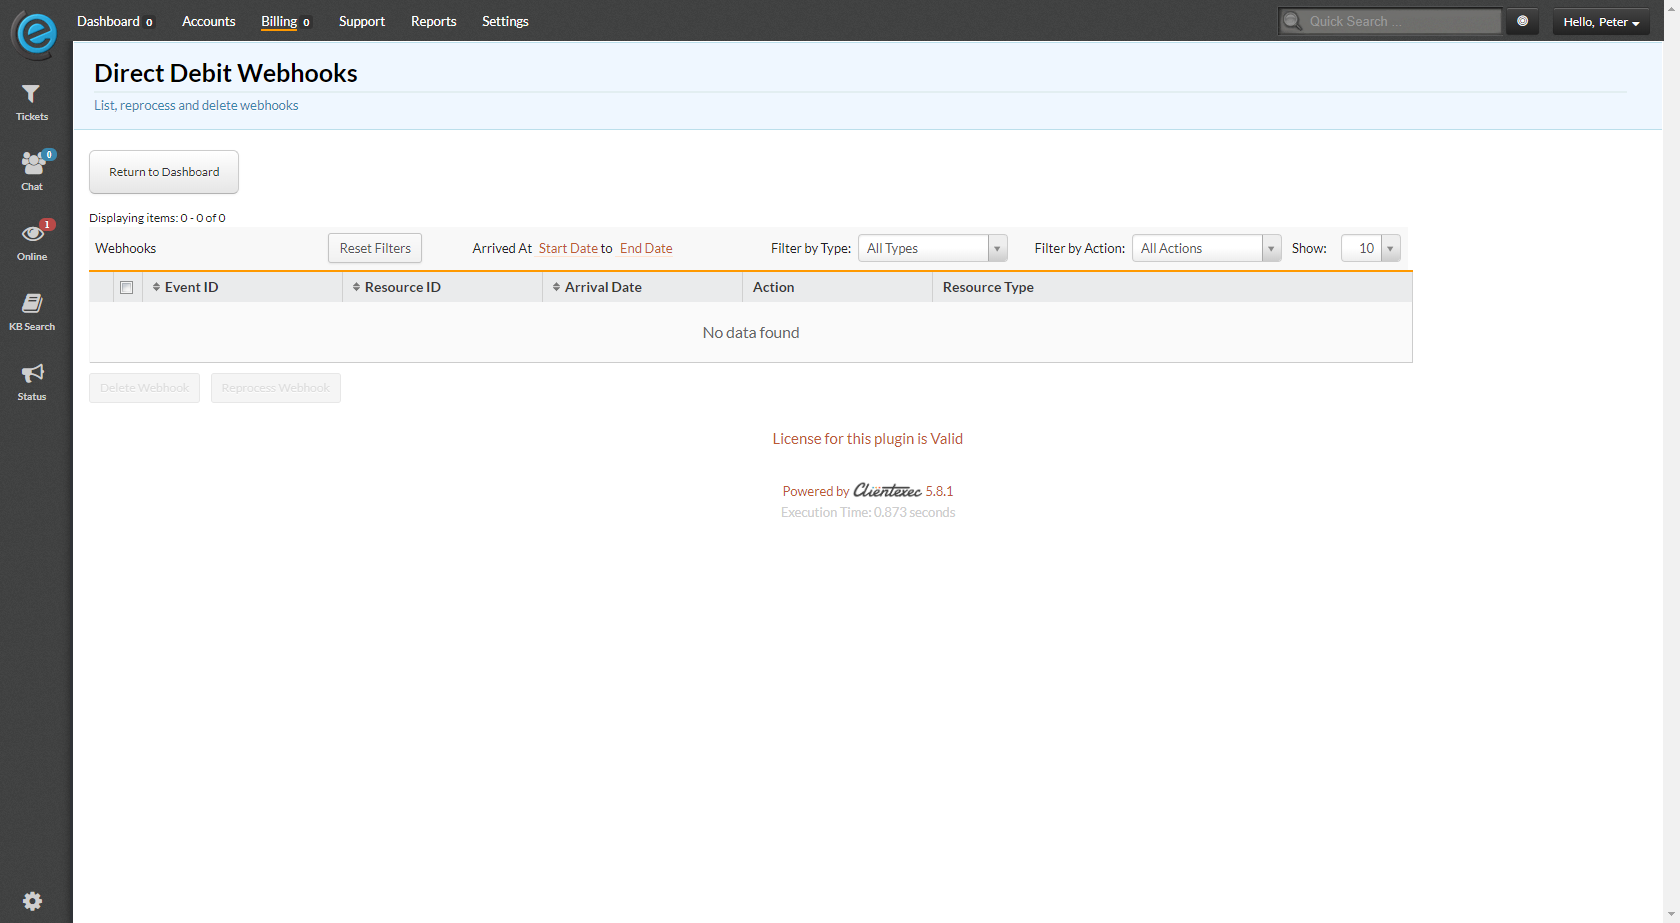 Dashboard 0 Accounts Billing 0 Support Reports Settings Quick Search ... Hello, Peter
Direct Debit Webhooks
List, reprocess and delete webhooks
Tickets
0
Chat
1
Online
KB Search
Status
Return to Dashboard
Displaying items: 0 - 0 of 0
Webhooks Reset Filters Arrived At Start Date to End Date Filter by Type: All Types Filter by Action: All Actions Show: 10
Event ID Resource ID Arrival Date Action Resource Type
No data found
Delete Webhook Reprocess Webhook
License for this plugin is Valid
Powered by Clientexec 5.8.1
Execution Time: 0.873 seconds